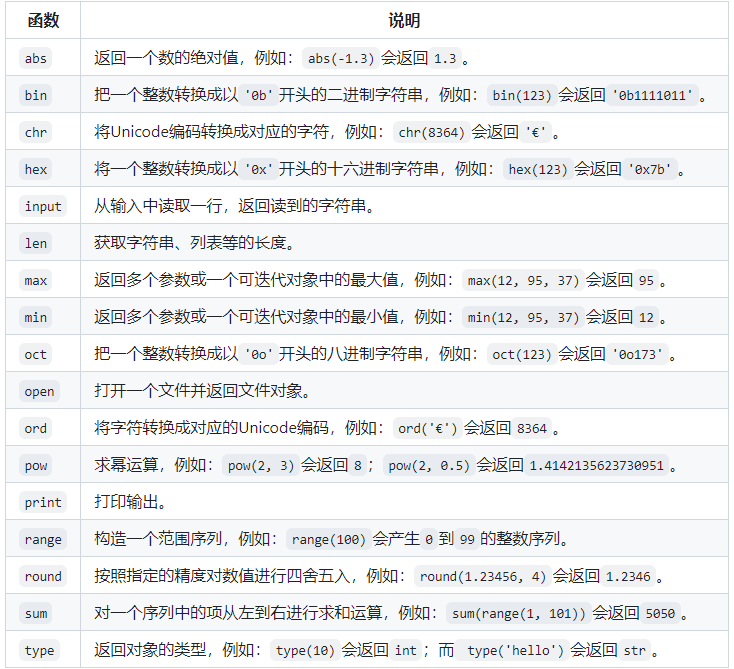 函数 说明
abs 返回一个数的绝对值，例如：abs(-1.3)会返回1.3。
bin 把一个整数转换成以'0b'开头的二进制字符串，例如：bin(123)会返回'0b1111011'。
chr 将Unicode编码转换成对应的字符，例如：chr(8364)会返回'€'。
hex 将一个整数转换成以'0x'开头的十六进制字符串，例如：hex(123)会返回'0x7b'。
input 从输入中读取一行，返回读到的字符串。
len 获取字符串、列表等的长度。
max 返回多个参数或一个可迭代对象中的最大值，例如：max(12, 95, 37)会返回95。
min 返回多个参数或一个可迭代对象中的最小值，例如：min(12, 95, 37)会返回12。
oct 把一个整数转换成以'0o'开头的八进制字符串，例如：oct(123)会返回'0o173'。
open 打开一个文件并返回文件对象。
ord 将字符转换成对应的Unicode编码，例如：ord('€')会返回8364。
pow 求幂运算，例如：pow(2, 3)会返回8；pow(2, 0.5)会返回1.4142135623730951。
print 打印输出。
range 构造一个范围序列，例如：range(100)会产生0到99的整数序列。
round 按照指定的精度对数值进行四舍五入，例如：round(1.23456, 4)会返回1.2346。
sum 对一个序列中的项从左到右进行求和运算，例如：sum(range(1, 101))会返回5050。
type 返回对象的类型，例如：type(10)会返回int；而 type('hello')会返回str。